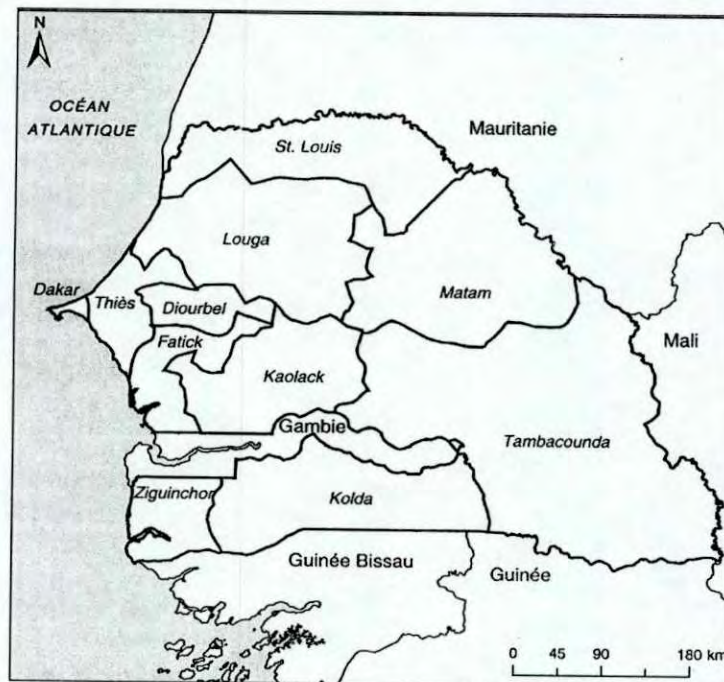 N
OCÉAN
ATLANTIQUE
Mauritanie
St. Louis
Louga
Dakar
Thiès
Diourbel
Matam
Fatick
Mali
Kaolack
Gambie
Tambacounda
Ziguinchor
Kolda
Guinée Bissau
Guinée
0 45 90 180 km